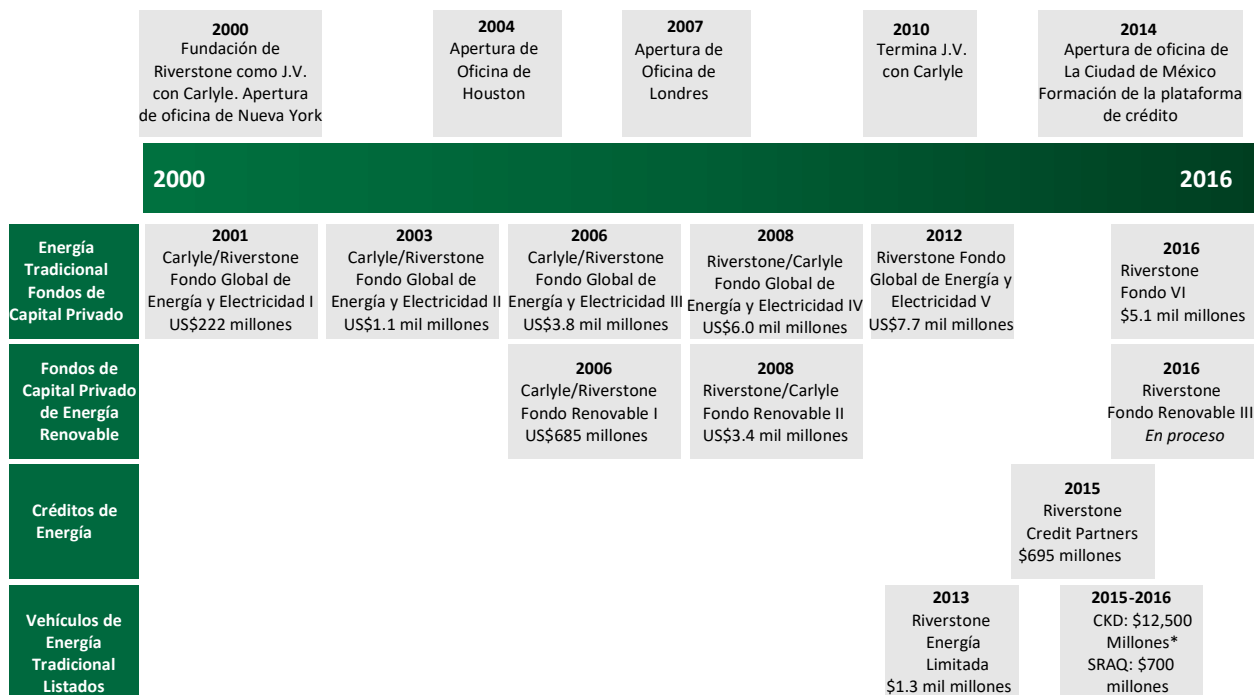 2000
Fundación de
Riverstone como J.V.
con Carlyle. Apertura
de oficina de Nueva York
2004
Apertura de
Oficina de
Houston
2007
Apertura de
Oficina de
Londres
2010
Termina J.V.
con Carlyle
2014
Apertura de oficina de
La Ciudad de México
Formación de la plataforma
de crédito
2000
2016
Energía
Tradicional
Fondos de
Capital Privado
2001
Carlyle/Riverstone
Fondo Global de
Energía y Electricidad I
US$222 millones
2003
Carlyle/Riverstone
Fondo Global de
Energía y Electricidad II
US$1.1 mil millones
2006
Carlyle/Riverstone
Fondo Global de
Energía y Electricidad III
US$3.8 mil millones
2008
Riverstone/Carlyle
Fondo Global de
Energía y Electricidad IV
US$6.0 mil millones
2012
Riverstone Fondo
Global de Energía y
Electricidad V
US$7.7 mil millones
2016
Riverstone
Fondo VI
$5.1 mil millones
Fondos de
Capital Privado
de Energía
Renovable
2006
Carlyle/Riverstone
Fondo Renovable I
US$685 millones
2008
Riverstone/Carlyle
Fondo Renovable II
US$3.4 mil millones
2016
Riverstone
Fondo Renovable III
En proceso
Créditos de
Energía
2015
Riverstone
Credit Partners
$695 millones
Vehículos de
Energía
Tradicional
Listados
2013
Riverstone
Energía
Limitada
$1.3 mil millones
2015-2016
CKD: $12,500
Millones*
SRAQ: $700
millones